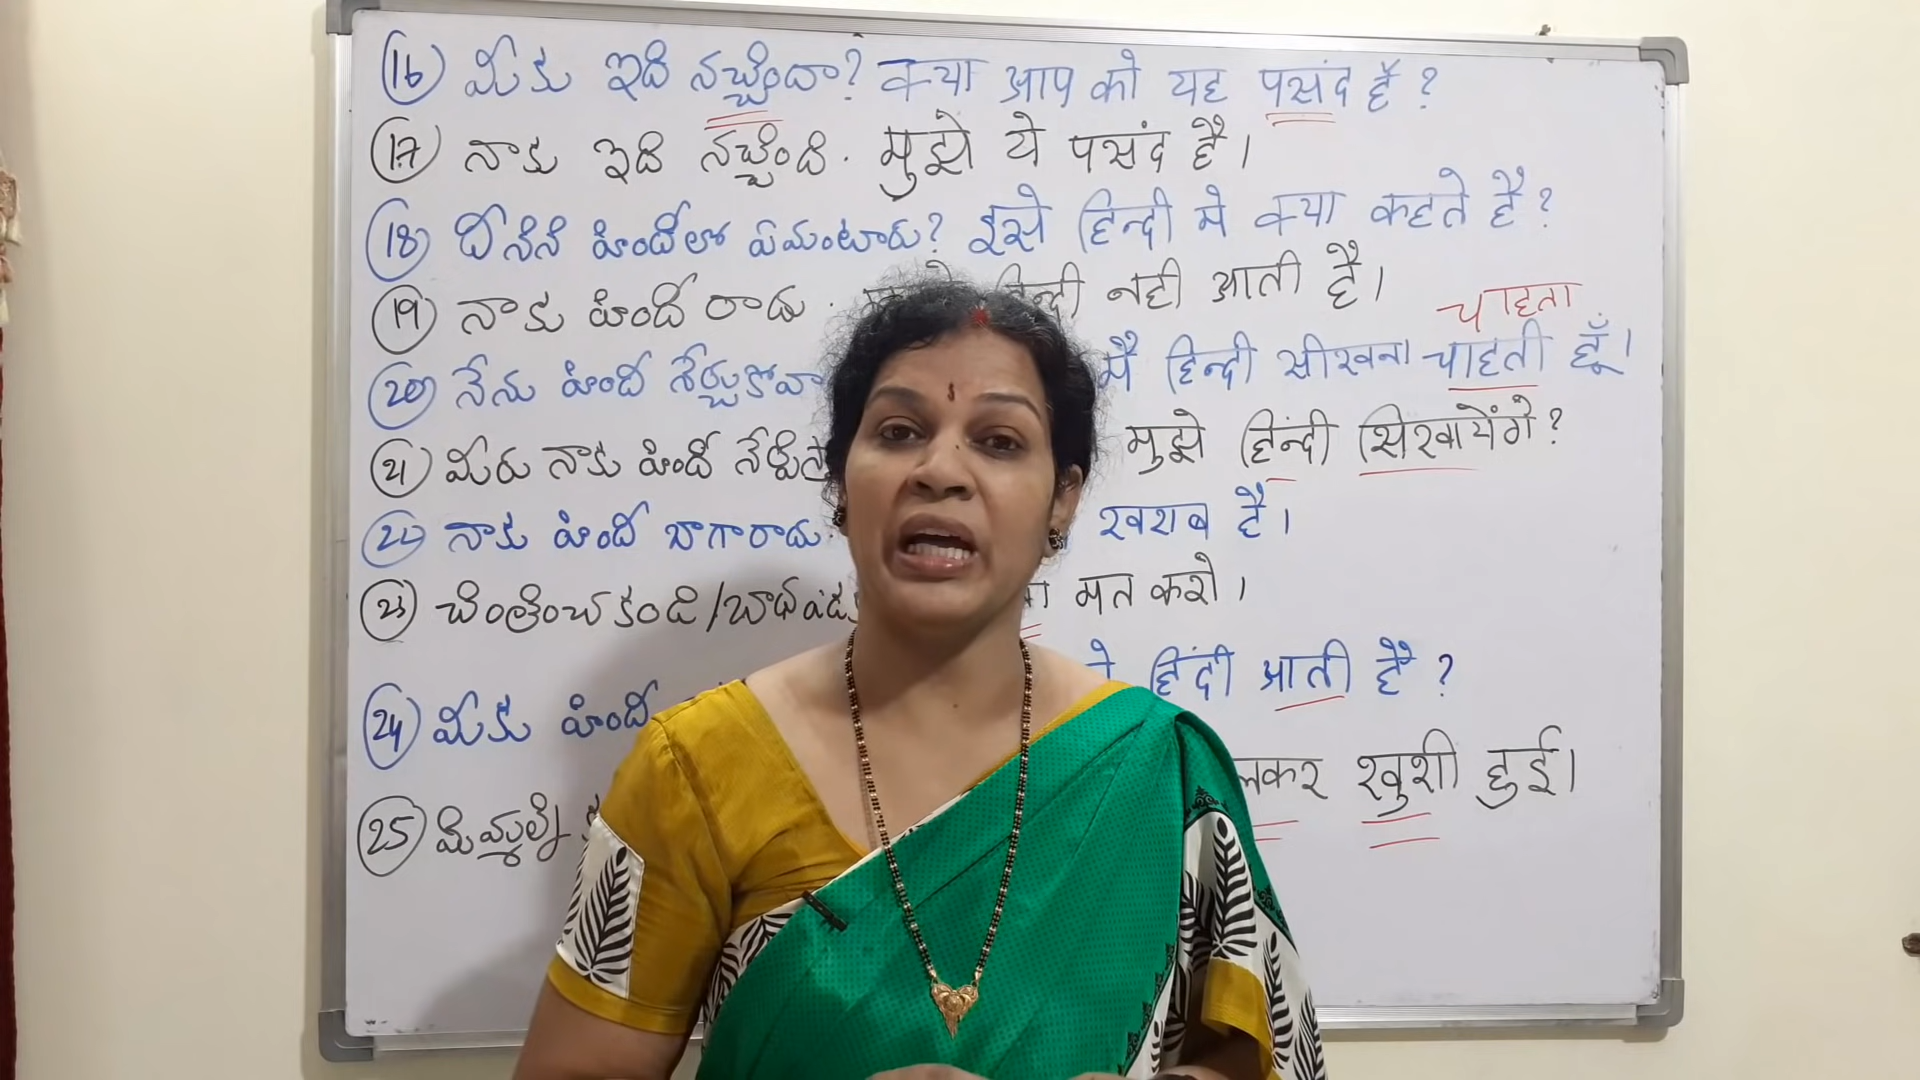 16 మీకు ఇది నచ్చిందా? क्या आप को यह पसंद है ?
17 నాకు ఇది నచ్చింది. मुझे ये पसंद है।
18 దీనిని హిందీలో ఏమంటారు? इसे हिन्दी मे क्या कहते है ?
19 నాకు హిందీ రాదు. हिन्दी नही आती है।
चाहता
20 నేను హిందీ मै हिन्दी सीखना चाहती हूँ।
21 మీరు నాకు హిందీ मुझे हिंन्दी सिखायेंगे ?
22 నాకు హిందీ బాగారాదు. खराब है।
23 చింతించకండి / मत करो।
24 మీకు హిందీ हिंदी आती है ?
25 మిమ్మల్ని लकर खुशी हुई।